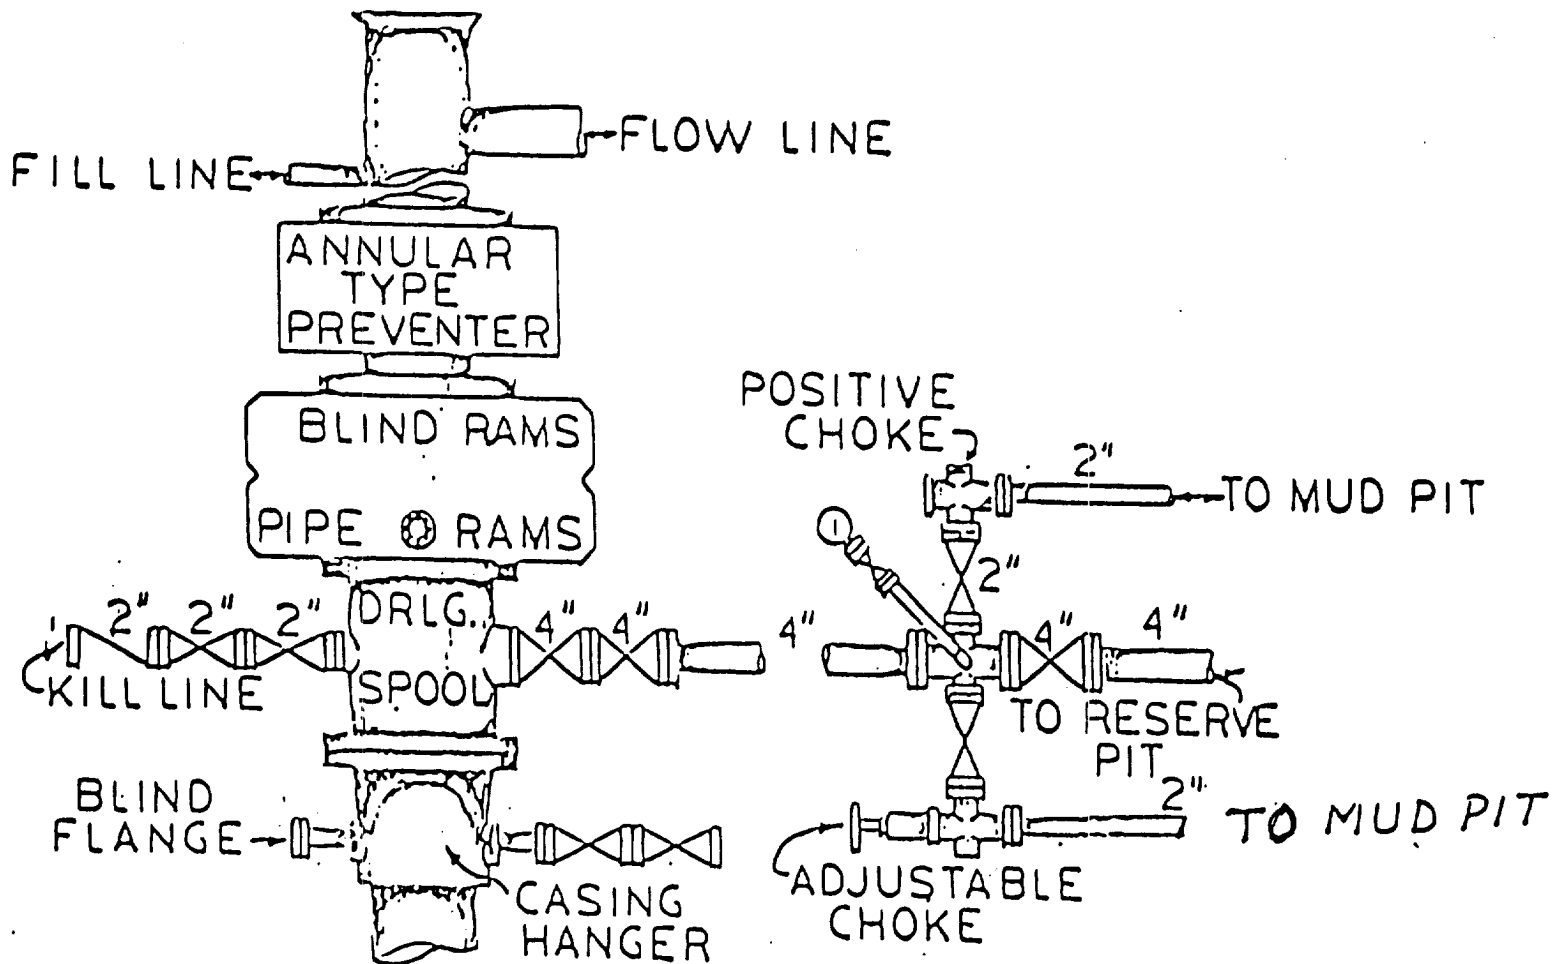 FLOW LINE
FILL LINE
ANNULAR
TYPE
PREVENTER
BLIND RAMS
PIPE RAMS
POSITIVE
CHOKE
2"
TO MUD PIT
2"
DRLG.
SPOOL
2" 2" 2"
4" 4"
4"
4" 4"
KILL LINE
TO RESERVE
PIT
BLIND
FLANGE
2"
TO MUD PIT
CASING
HANGER
ADJUSTABLE
CHOKE